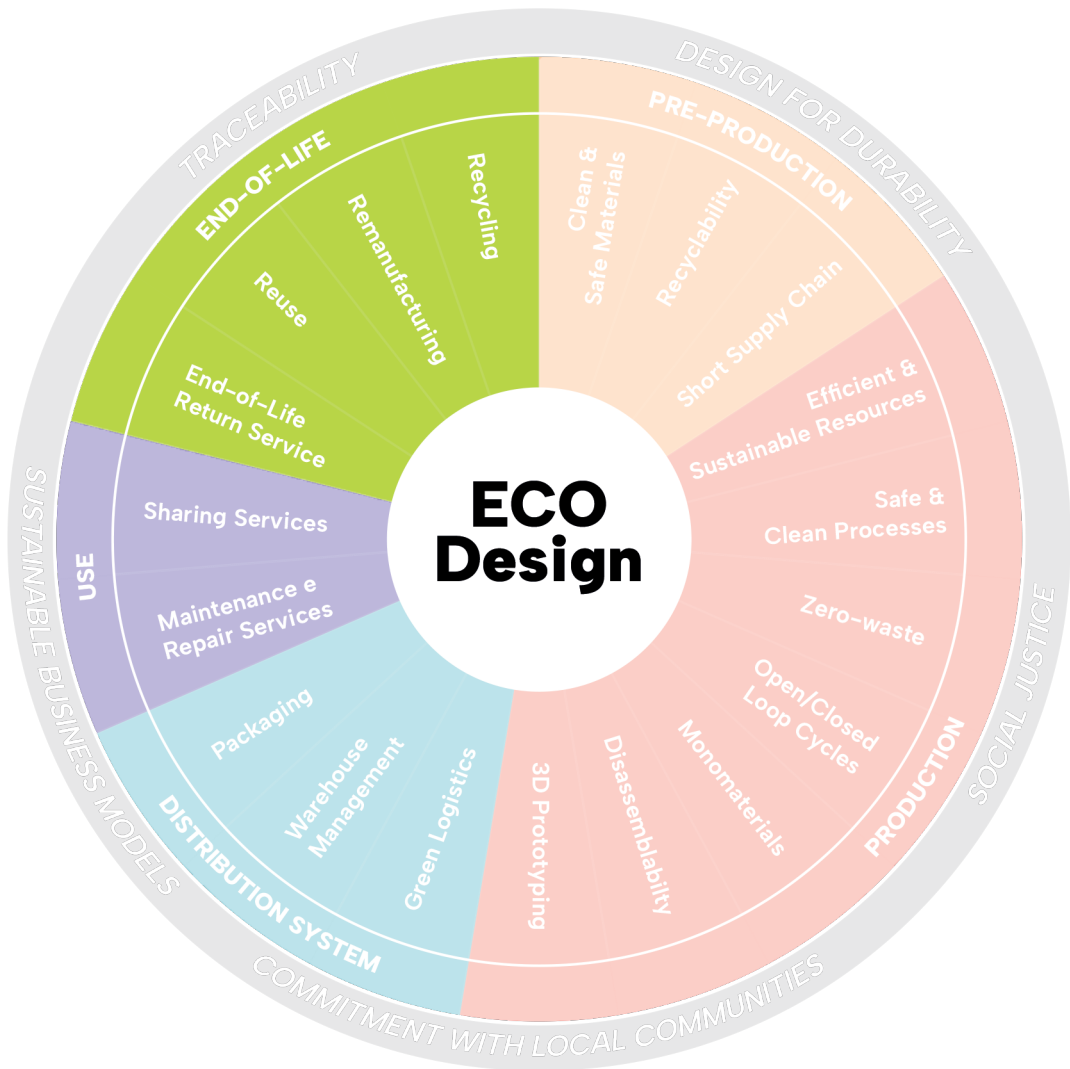 ECO
Design
DESIGN FOR DURABILITY
SOCIAL JUSTICE
COMMITMENT WITH LOCAL COMMUNITIES
SUSTAINABLE BUSINESS MODELS
TRACEABILITY
PRE-PRODUCTION
Clean &
Safe Materials
Recyclability
Short Supply Chain
PRODUCTION
Efficient &
Sustainable Resources
Safe &
Clean Processes
Zero-waste
Open/Closed
Loop Cycles
Monomaterials
Disassemblabilty
3D Prototyping
DISTRIBUTION SYSTEM
Green Logistics
Warehouse
Management
Packaging
USE
Maintenance e
Repair Services
Sharing Services
END-OF-LIFE
End-of-Life
Return Service
Reuse
Remanufacturing
Recycling